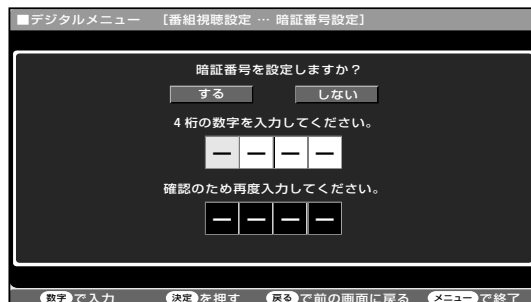 ■デジタルメニュー ［番組視聴設定 … 暗証番号設定］
暗証番号を設定しますか？
する しない
4桁の数字を入力してください。
－ － － －
確認のため再度入力してください。
－ － － －
数字で入力 決定を押す 戻るで前の画面に戻る メニューで終了